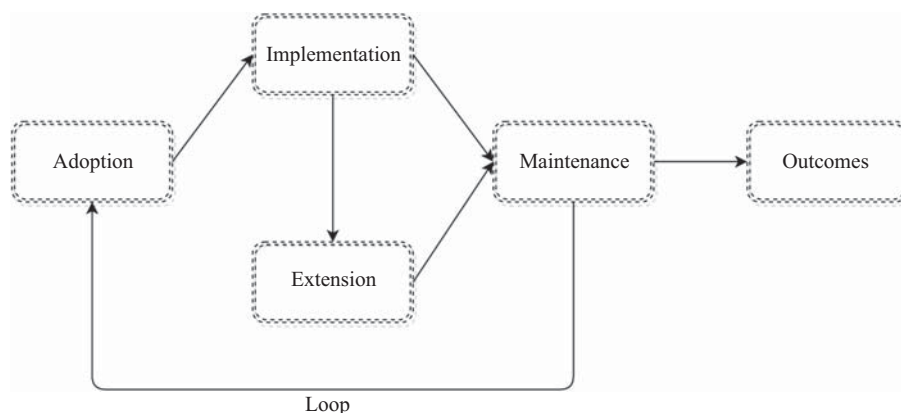 Implementation
Adoption
Maintenance
Outcomes
Extension
Loop